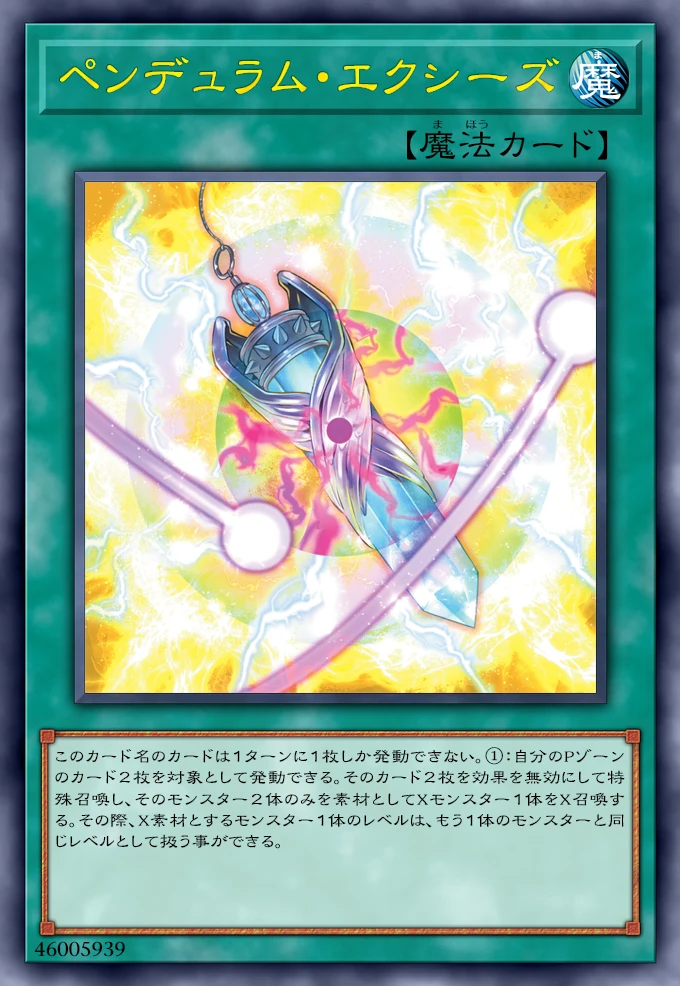 ペンデュラム・エクシーズ 魔
【魔法カード】
このカード名のカードは1ターンに1枚しか発動できない。①:自分のPゾーン
のカード2枚を対象として発動できる。そのカード2枚を効果を無効にして特
殊召喚し、そのモンスター2体のみを素材としてXモンスター1体をX召喚す
る。その際、X素材とするモンスター1体のレベルは、もう1体のモンスターと同
じレベルとして扱う事ができる。
46005939